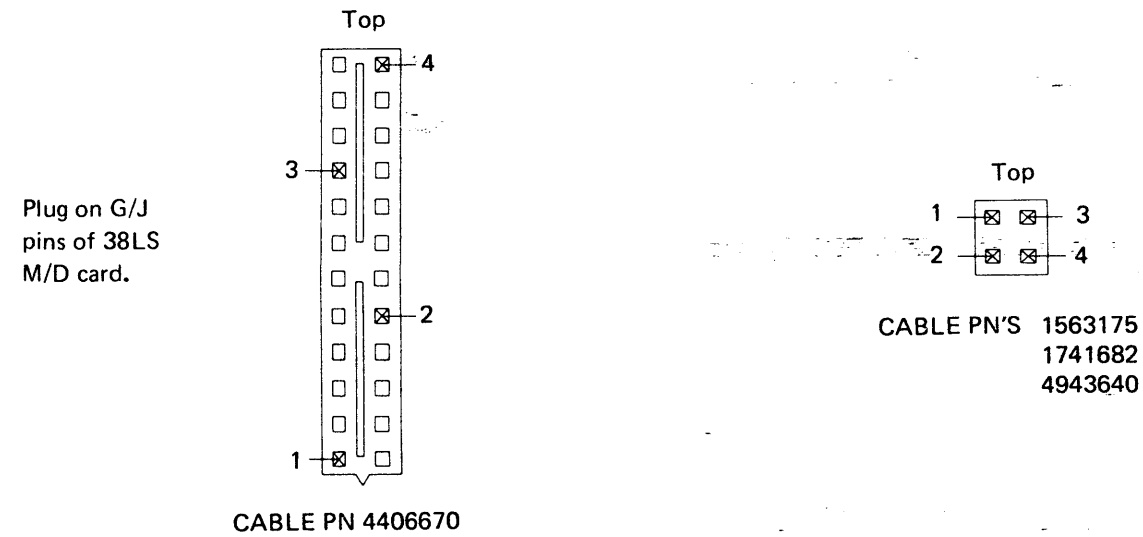 Top
4
3
Plug on G/J
pins of 38LS
M/D card.
2
1
CABLE PN 4406670
Top
1 3
2 4
CABLE PN'S 1563175
1741682
4943640